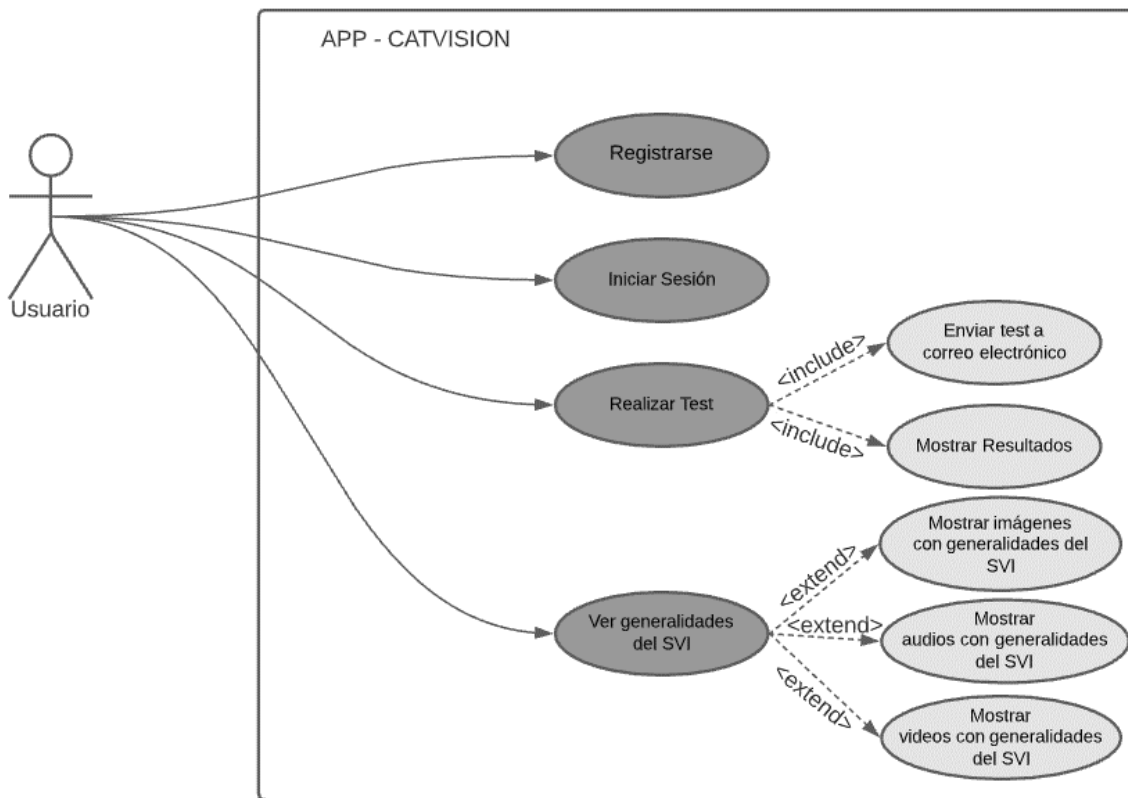 APP - CATVISION
Registrarse
Iniciar Sesión
Usuario
Enviar test a
correo electrónico
<include>
Realizar Test
<include>
Mostrar Resultados
Mostrar imágenes
con generalidades del
SVI
<extend>
Ver generalidades
del SVI
<extend>
Mostrar
audios con generalidades
del SVI
<extend>
Mostrar
videos con generalidades
del SVI